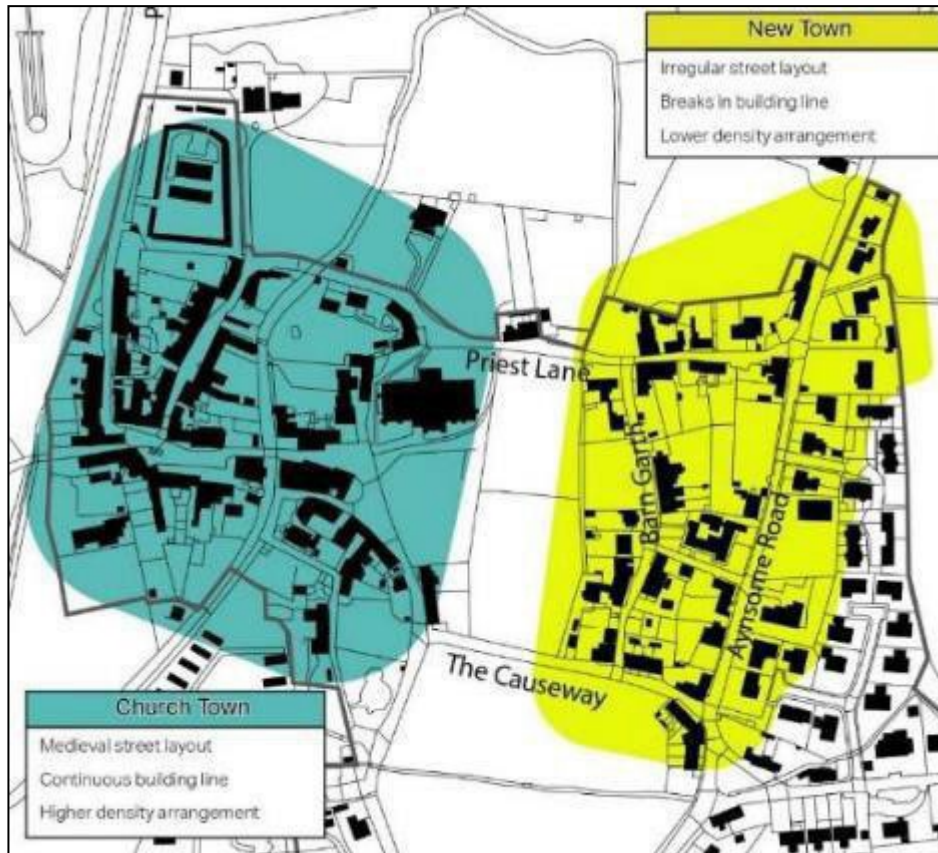 New Town
Irregular street layout
Breaks in building line
Lower density arrangement
Priest Lane
Barn Garth
Aynsome Road
The Causeway
Church Town
Medieval street layout
Continuous building line
Higher density arrangement